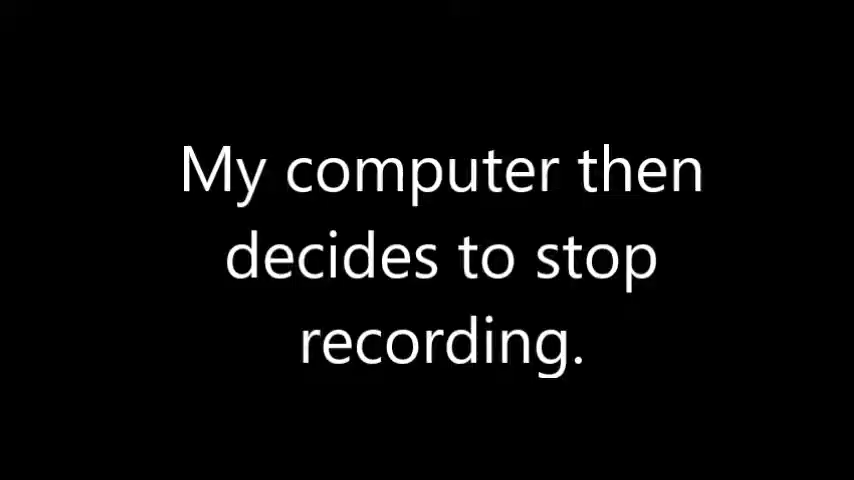 My computer then
decides to stop
recording.